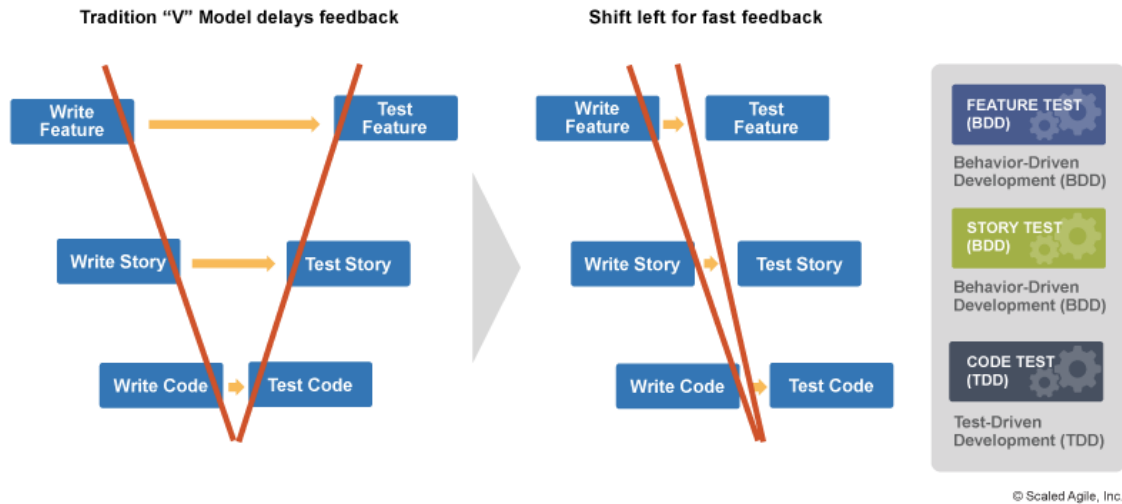 Tradition “V” Model delays feedback
Shift left for fast feedback
Write
Feature
Test
Feature
Write Story
Test Story
Write Code
Test Code
Write
Feature
Test
Feature
Write Story
Test Story
Write Code
Test Code
FEATURE TEST
(BDD)
Behavior-Driven
Development (BDD)
STORY TEST
(BDD)
Behavior-Driven
Development (BDD)
CODE TEST
(TDD)
Test-Driven
Development (TDD)
© Scaled Agile, Inc.